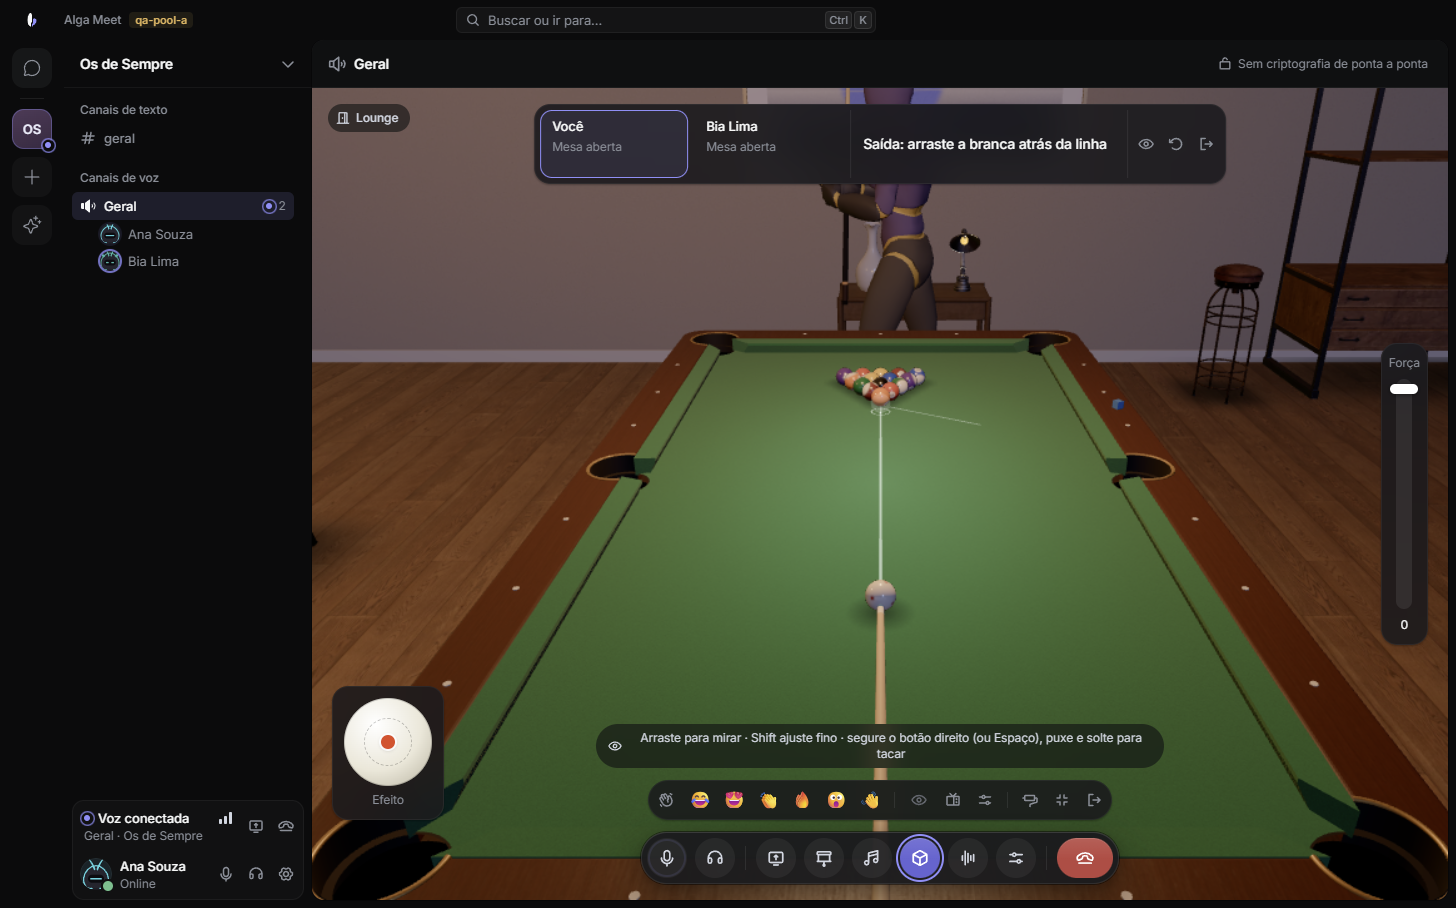 Alga Meet
qa-pool-a
Buscar ou ir para...
Ctrl
K
Os de Sempre
Geral
Sem criptografia de ponta a ponta
OS
Canais de texto
geral
Canais de voz
Geral
2
Ana Souza
Bia Lima
Lounge
Você
Mesa aberta
Bia Lima
Mesa aberta
Saída: arraste a branca atrás da linha
Força
0
Efeito
Arraste para mirar · Shift ajuste fino · segure o botão direito (ou Espaço), puxe e solte para
tacar
Voz conectada
Geral · Os de Sempre
Ana Souza
Online